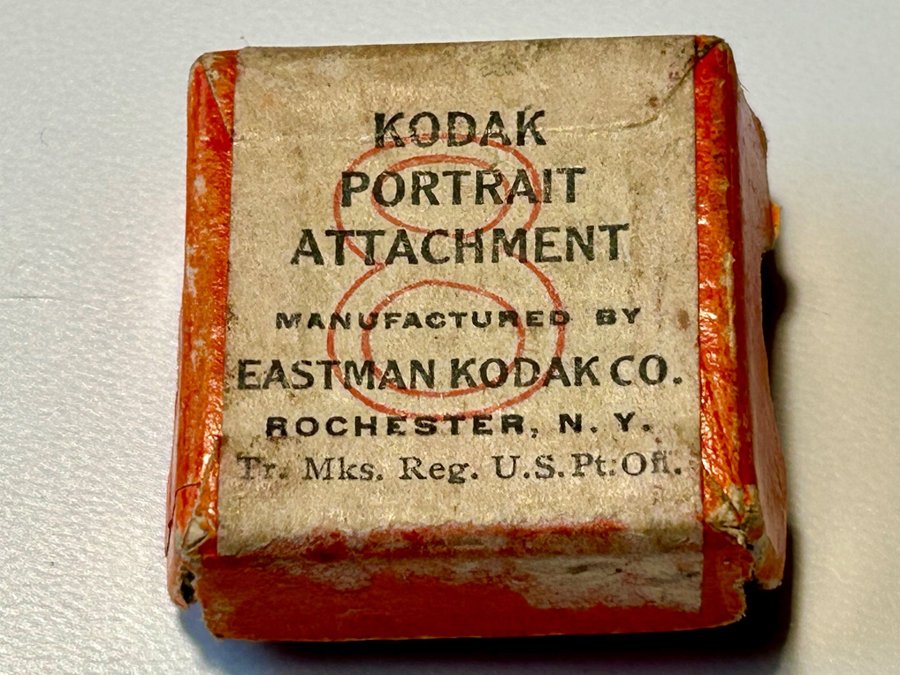 KODAK
PORTRAIT
ATTACHMENT
8
MANUFACTURED BY
EASTMAN KODAK CO.
ROCHESTER, N. Y.
Tr. Mks. Reg. U.S. Pt. Off.